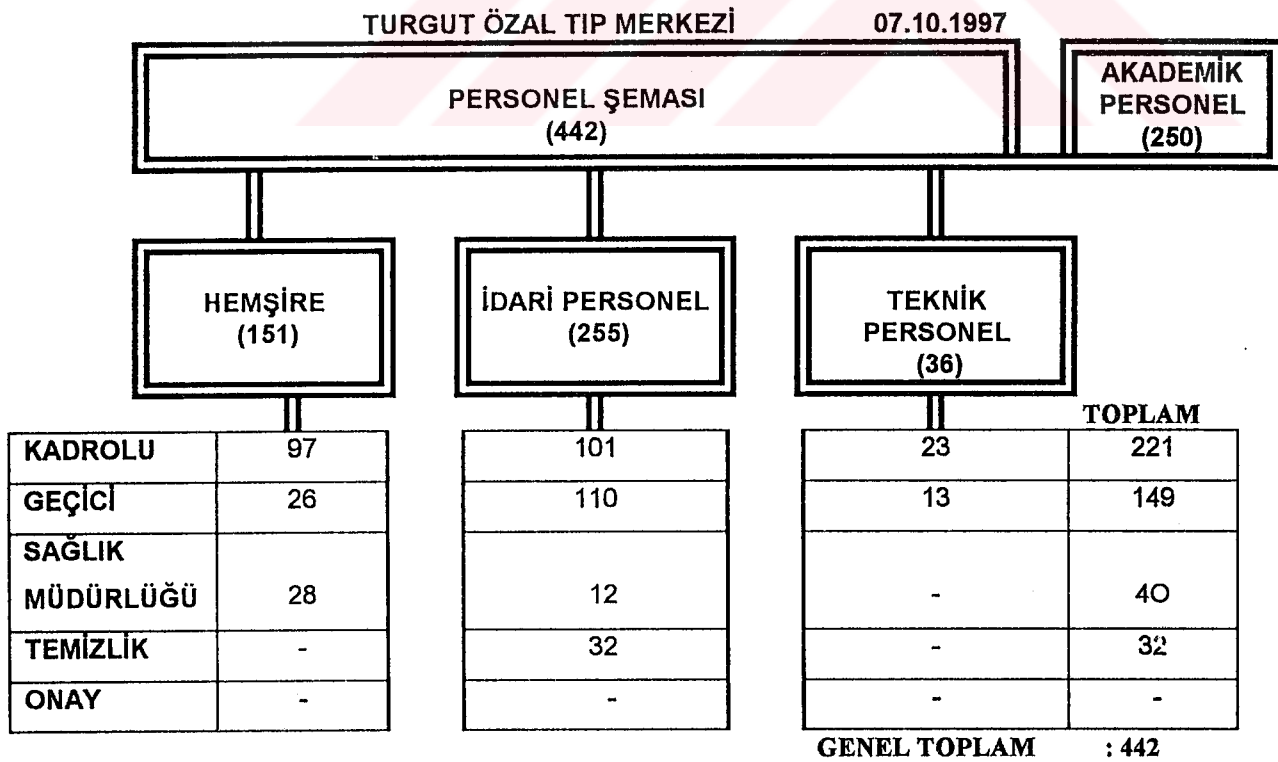 TURGUT ÖZAL TIP MERKEZİ 07.10.1997
PERSONEL ŞEMASI
(442)
AKADEMİK
PERSONEL
(250)
HEMŞİRE
(151)
İDARİ PERSONEL
(255)
TEKNİK
PERSONEL
(36)
TOPLAM
KADROLU 97 101 23 221
GEÇİCİ 26 110 13 149
SAĞLIK
MÜDÜRLÜĞÜ 28 12 - 40
TEMİZLİK - 32 - 32
ONAY - - - -
GENEL TOPLAM : 442